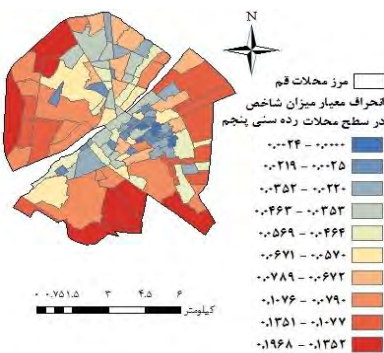 N
مرز محلات قم
انحراف معیار میزان شاخص
در سطح محلات رده سنی پنجم
۰.۰۲۴ - ۰.۰۰۰۰
۰.۰۲۱۹ - ۰.۰۰۲۵
۰.۰۳۵۲ - ۰.۰۲۲۰
۰.۰۴۶۳ - ۰.۰۳۵۳
۰.۰۵۶۹ - ۰.۰۴۶۴
۰.۰۶۷۱ - ۰.۰۵۷۰
۰.۰۷۸۹ - ۰.۰۶۷۲
۰.۱۰۷۶ - ۰.۰۷۹۰
۰.۱۳۵۱ - ۰.۱۰۷۷
۰.۱۹۶۸ - ۰.۱۳۵۲
۰ ۰.۷۵ ۱.۵ ۳ ۴.۵ ۶
کیلومتر